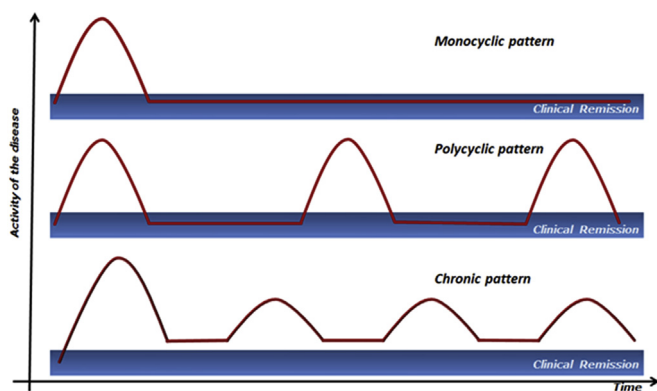 Activity of the disease
Monocyclic pattern
Clinical Remission
Polycyclic pattern
Clinical Remission
Chronic pattern
Clinical Remission
Time